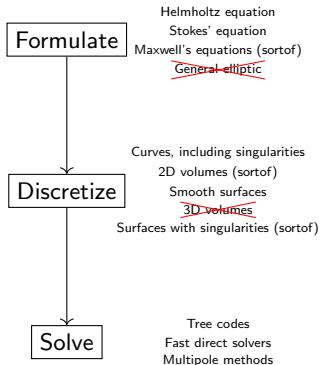 Helmholtz equation
Formulate
Stokes' equation
Maxwell's equations (sortof)
General elliptic
Curves, including singularities
2D volumes (sortof)
Discretize
Smooth surfaces
3D volumes
Surfaces with singularities (sortof)
Tree codes
Solve
Fast direct solvers
Multipole methods